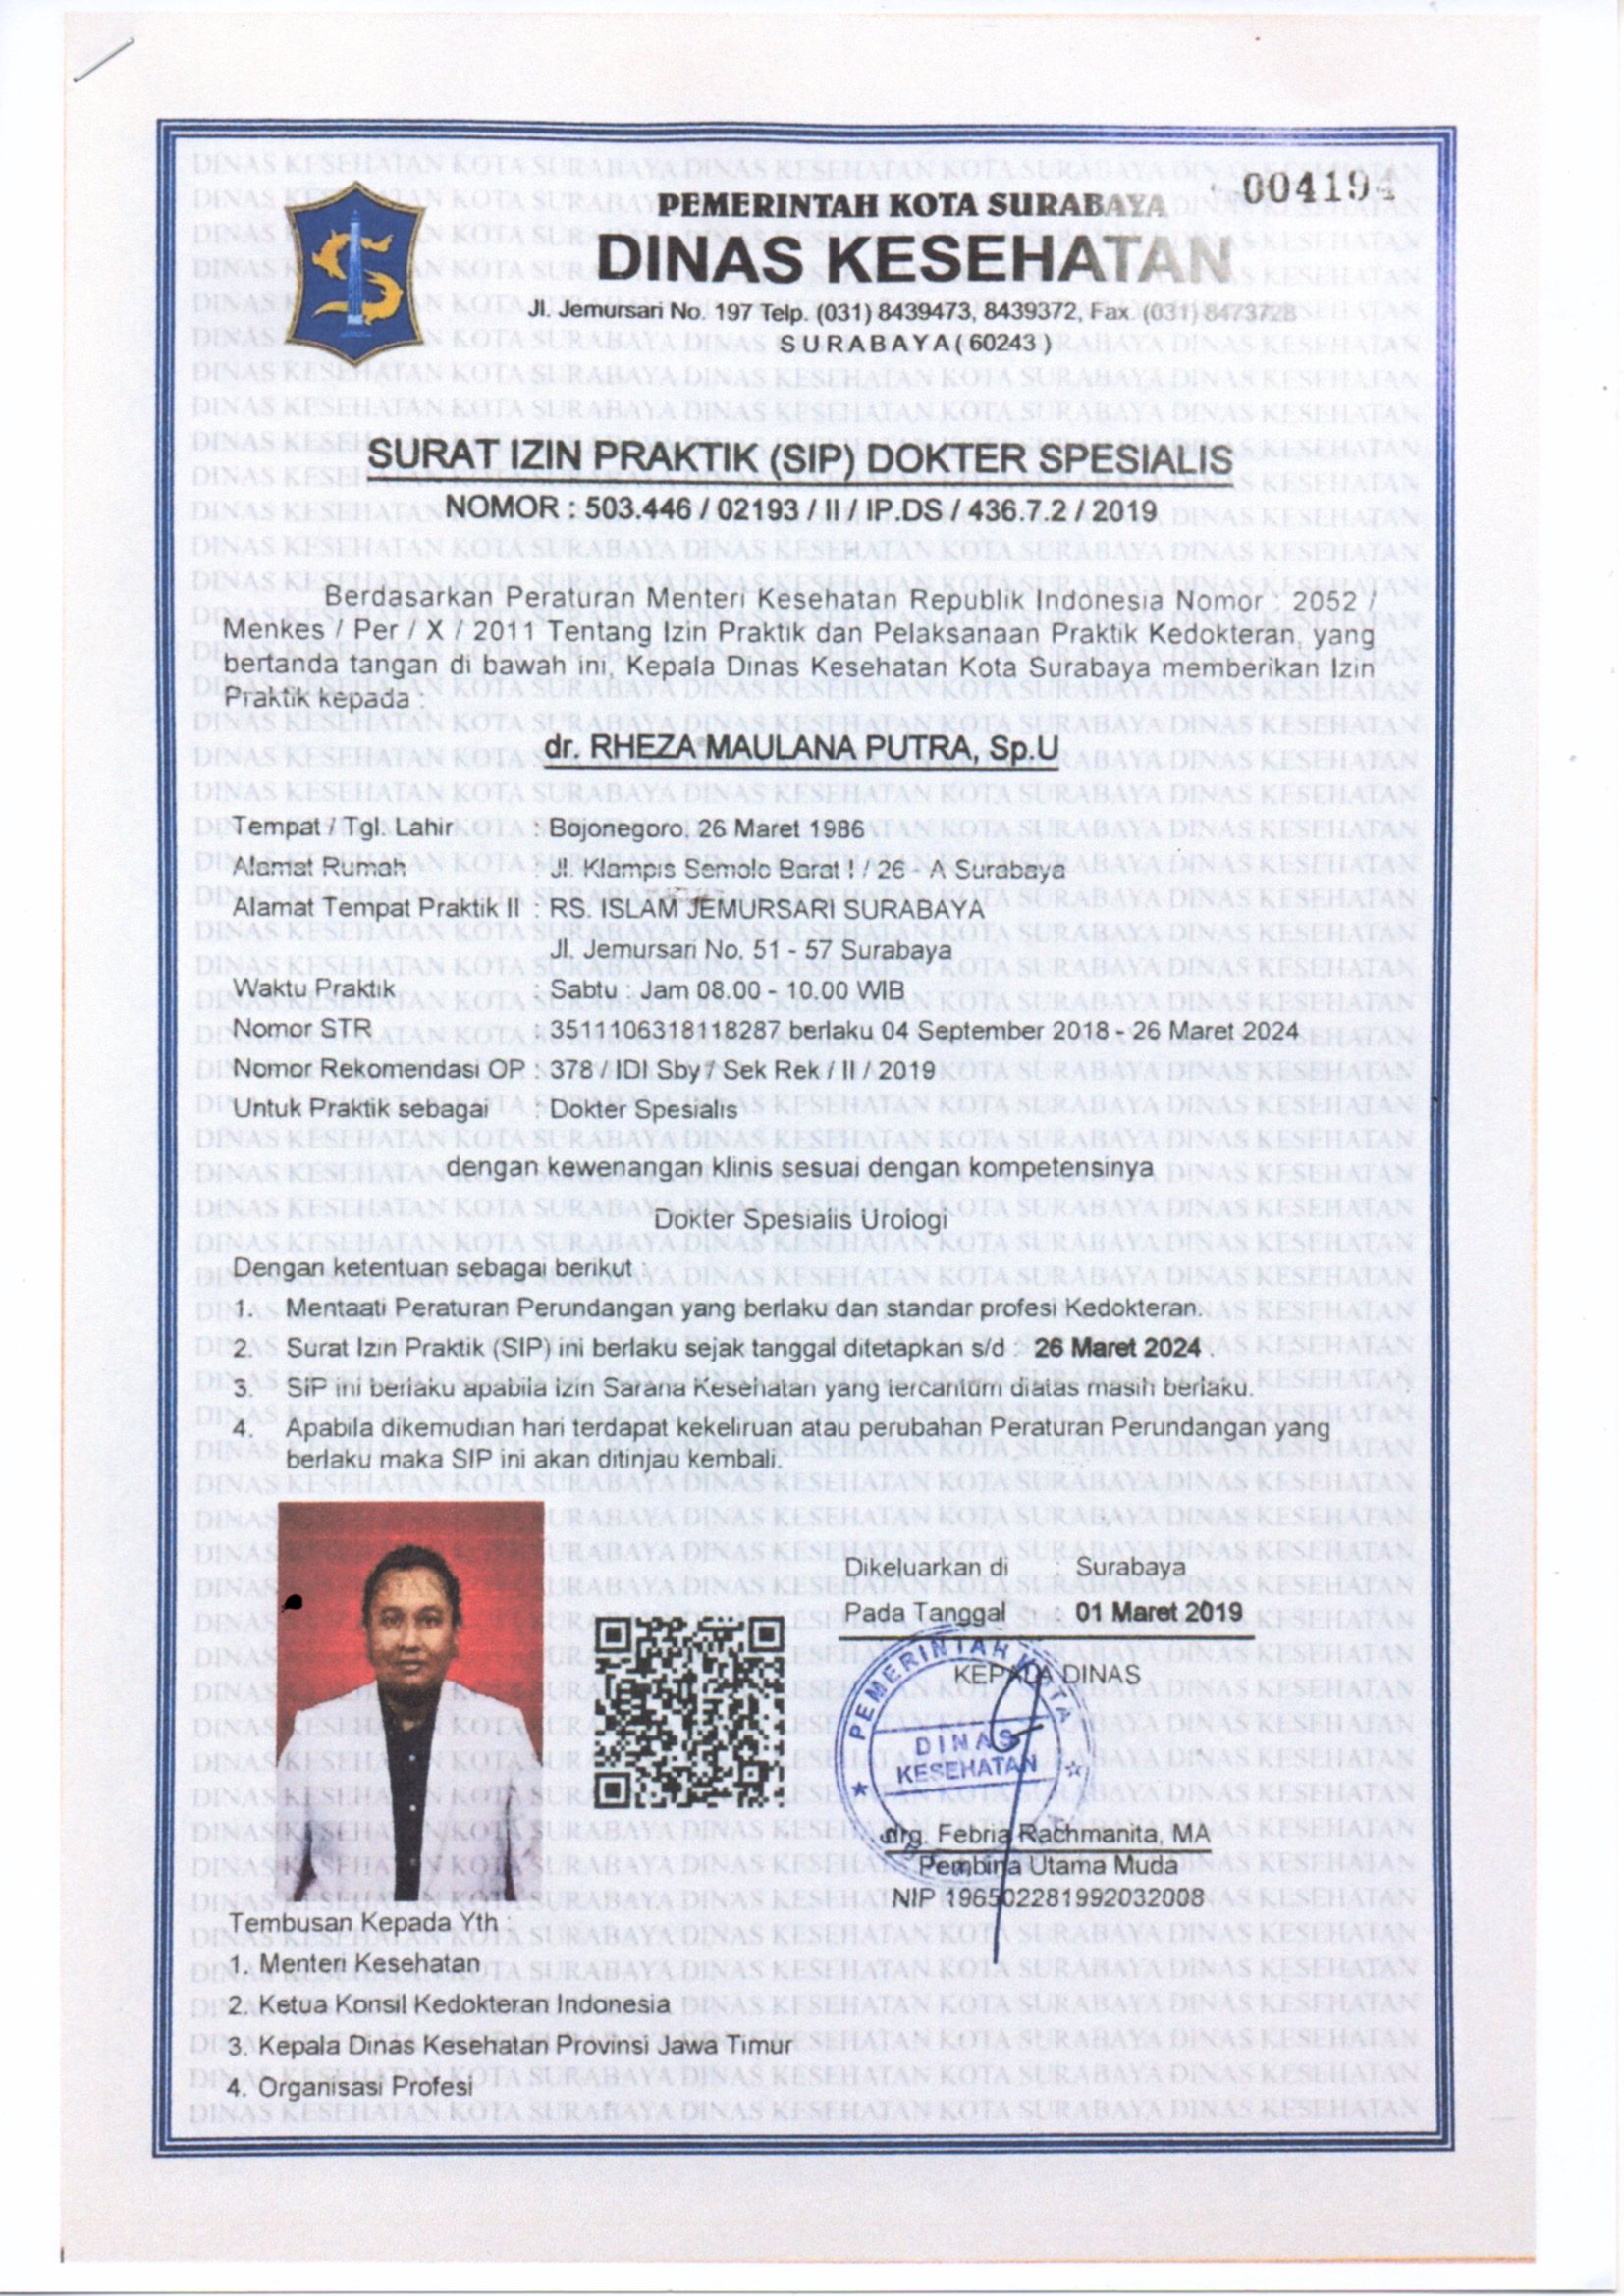 004194
PEMERINTAH KOTA SURABAYA
DINAS KESEHATAN
Jl. Jemursari No. 197 Telp. (031) 8439473, 8439372, Fax. (031) 8473728
SURABAYA ( 60243 )
SURAT IZIN PRAKTIK (SIP) DOKTER SPESIALIS
NOMOR : 503.446 / 02193 / II / IP.DS / 436.7.2 / 2019
Berdasarkan Peraturan Menteri Kesehatan Republik Indonesia Nomor : 2052 /
Menkes / Per / X / 2011 Tentang Izin Praktik dan Pelaksanaan Praktik Kedokteran, yang
bertanda tangan di bawah ini, Kepala Dinas Kesehatan Kota Surabaya memberikan Izin
Praktik kepada :
dr. RHEZA MAULANA PUTRA, Sp.U
Tempat / Tgl. Lahir : Bojonegoro, 26 Maret 1986
Alamat Rumah : Jl. Klampis Semolo Barat I / 26 - A Surabaya
Alamat Tempat Praktik II : RS. ISLAM JEMURSARI SURABAYA
Jl. Jemursari No. 51 - 57 Surabaya
Waktu Praktik : Sabtu : Jam 08.00 - 10.00 WIB
Nomor STR : 3511106318118287 berlaku 04 September 2018 - 26 Maret 2024
Nomor Rekomendasi OP : 378 / IDI Sby / Sek Rek / II / 2019
Untuk Praktik sebagai : Dokter Spesialis
dengan kewenangan klinis sesuai dengan kompetensinya
Dokter Spesialis Urologi
Dengan ketentuan sebagai berikut :
1. Mentaati Peraturan Perundangan yang berlaku dan standar profesi Kedokteran.
2. Surat Izin Praktik (SIP) ini berlaku sejak tanggal ditetapkan s/d : 26 Maret 2024 .
3. SIP ini berlaku apabila izin Sarana Kesehatan yang tercantum diatas masih berlaku.
4. Apabila dikemudian hari terdapat kekeliruan atau perubahan Peraturan Perundangan yang
berlaku maka SIP ini akan ditinjau kembali.
Dikeluarkan di : Surabaya
Pada Tanggal : 01 Maret 2019
KEPALA DINAS
PEMERINTAH KOTA
DINAS
KESEHATAN
drg. Febria Rachmanita, MA
Pembina Utama Muda
NIP 196502281992032008
Tembusan Kepada Yth :
1. Menteri Kesehatan
2. Ketua Konsil Kedokteran Indonesia
3. Kepala Dinas Kesehatan Provinsi Jawa Timur
4. Organisasi Profesi